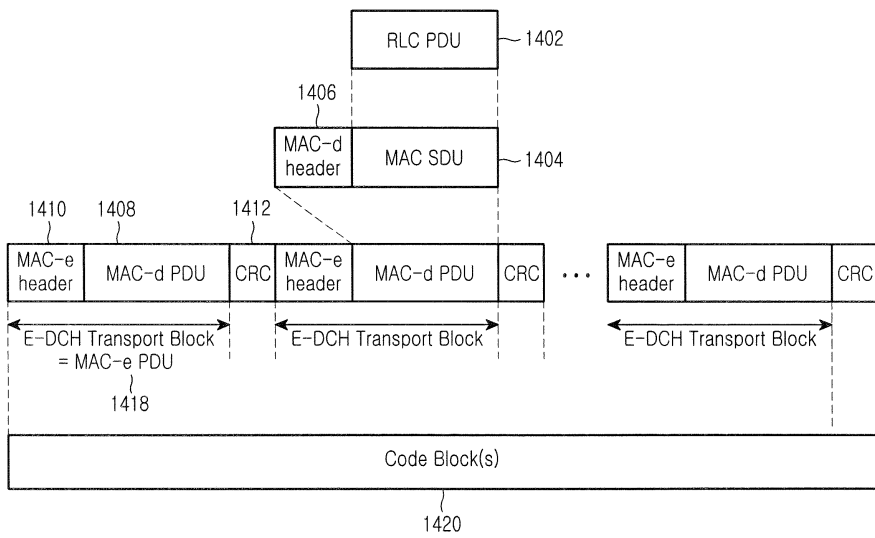 RLC PDU
1402
1406
MAC-d
header
MAC SDU
1404
1410
1408
1412
MAC-e
header
MAC-d PDU
CRC
MAC-e
header
MAC-d PDU
CRC
...
MAC-e
header
MAC-d PDU
CRC
E-DCH Transport Block
= MAC-e PDU
E-DCH Transport Block
E-DCH Transport Block
1418
Code Block(s)
1420